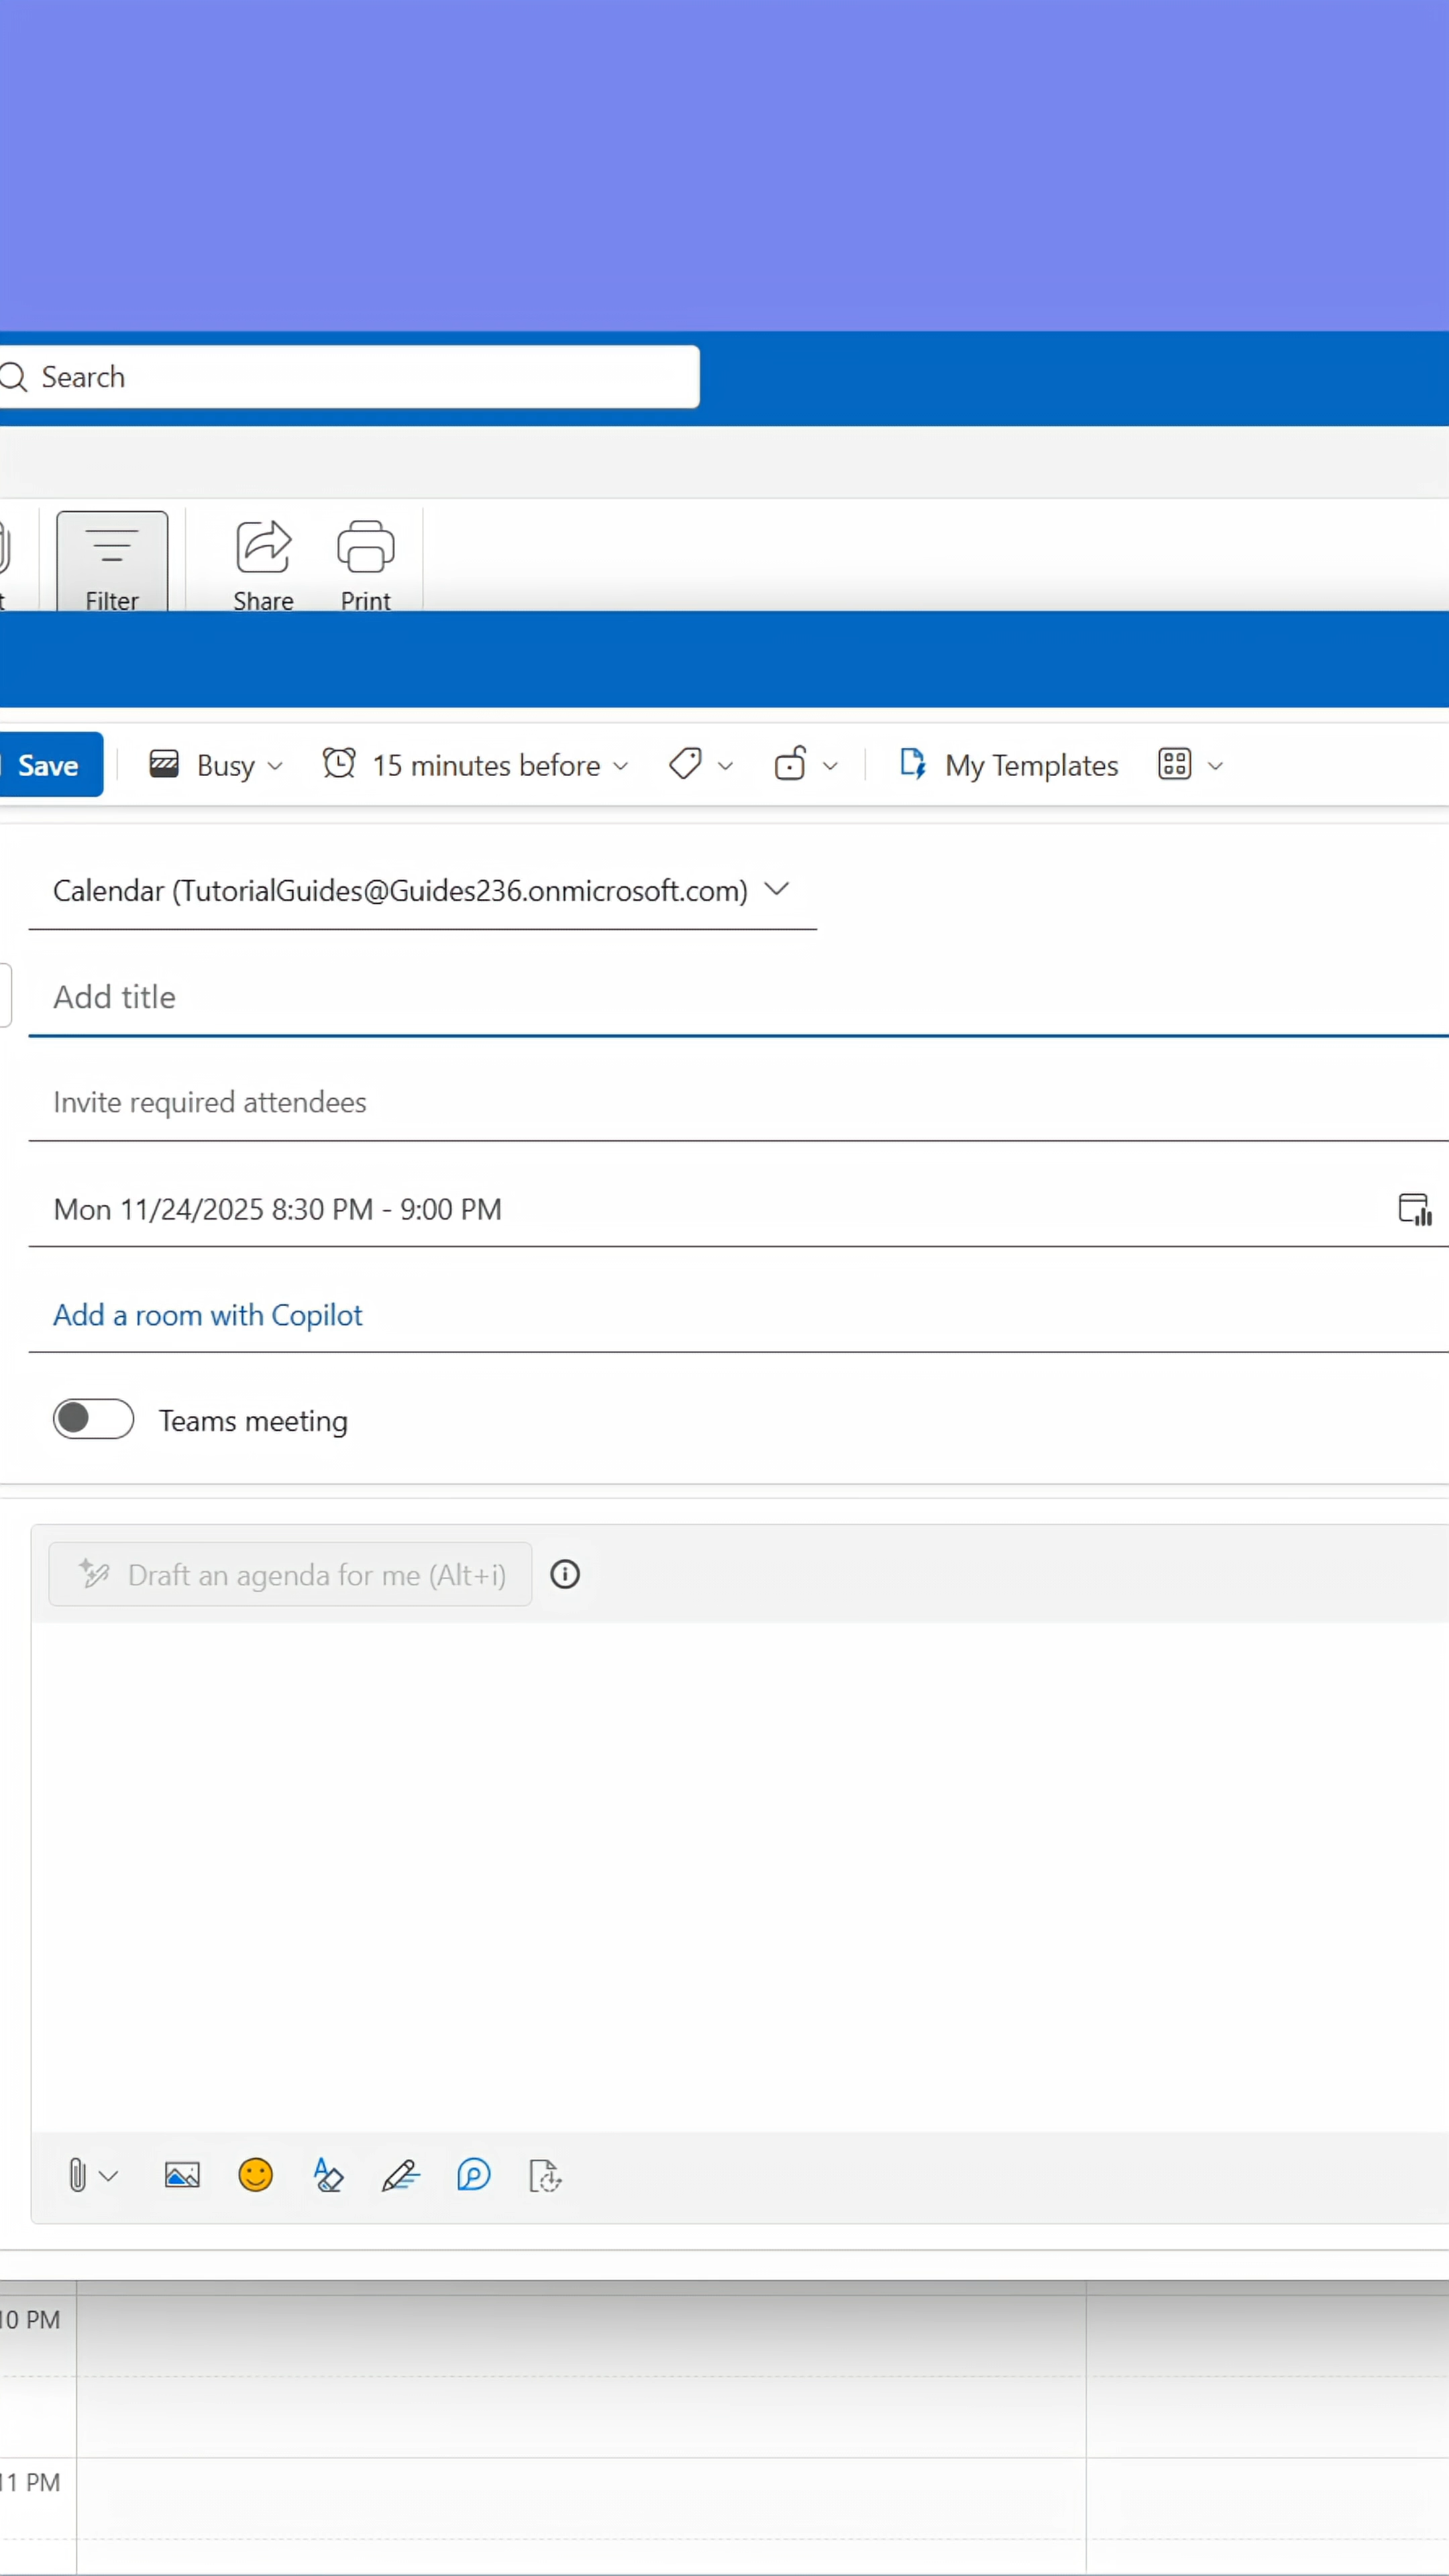 Search
Filter Share Print
Save Busy 15 minutes before My Templates
Calendar (TutorialGuides@Guides236.onmicrosoft.com)
Add title
Invite required attendees
Mon 11/24/2025 8:30 PM - 9:00 PM
Add a room with Copilot
Teams meeting
Draft an agenda for me (Alt+i)
10 PM
11 PM